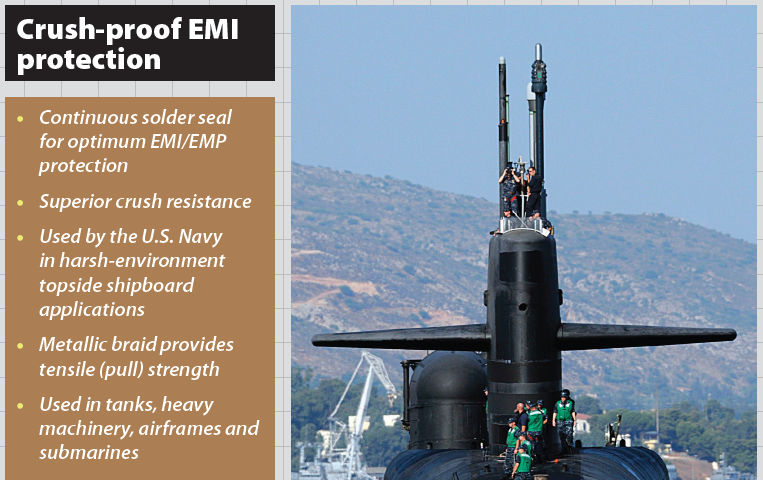 Crush-proof EMI
protection
• Continuous solder seal
for optimum EMI/EMP
protection
• Superior crush resistance
• Used by the U.S. Navy
in harsh-environment
topside shipboard
applications
• Metallic braid provides
tensile (pull) strength
• Used in tanks, heavy
machinery, airframes and
submarines